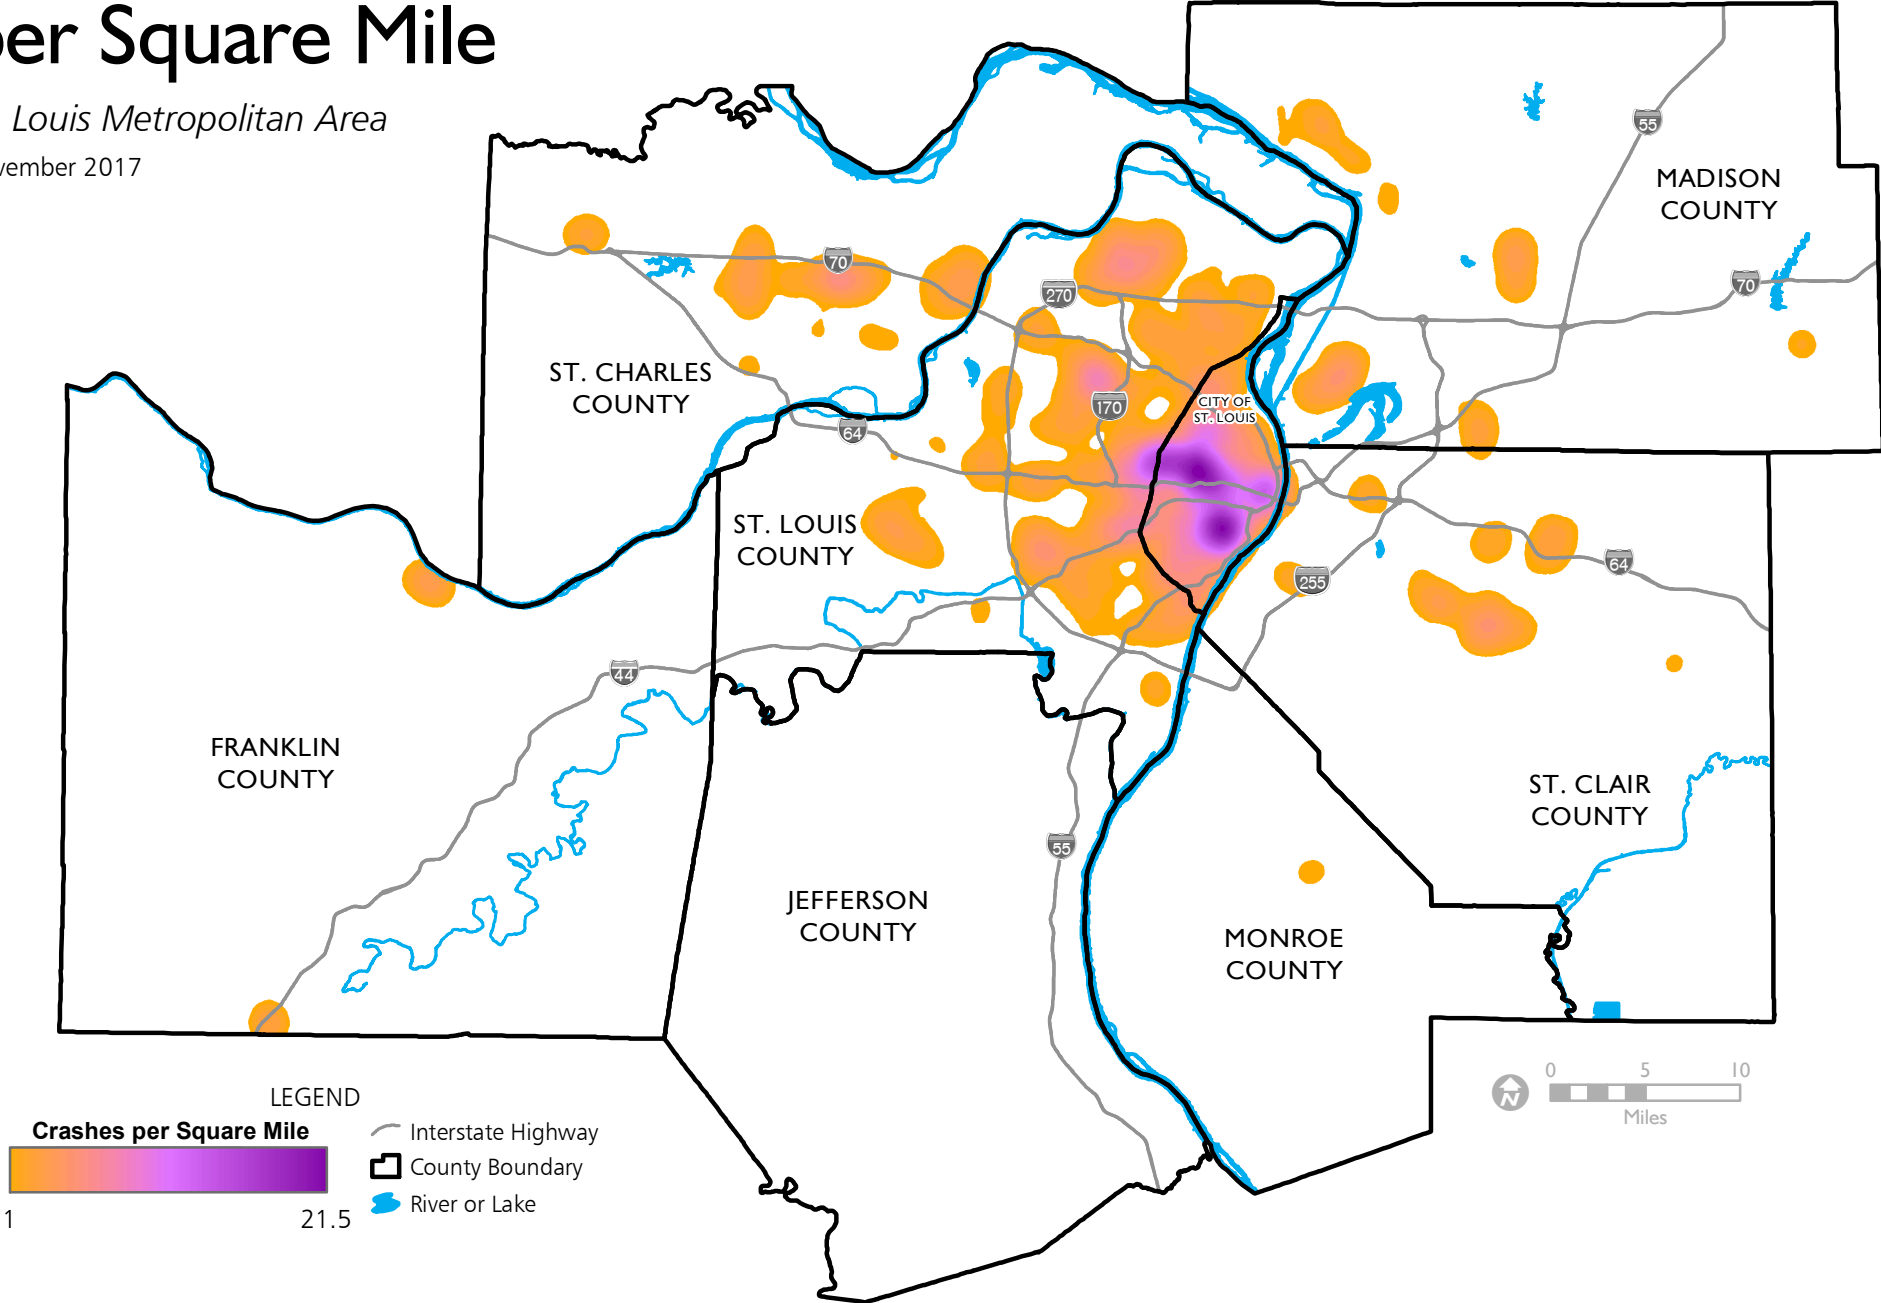 per Square Mile
Louis Metropolitan Area
vember 2017
55
MADISON
COUNTY
70
270
70
ST. CHARLES
COUNTY
170
CITY OF
ST. LOUIS
64
ST. LOUIS
COUNTY
255
64
44
FRANKLIN
COUNTY
ST. CLAIR
COUNTY
55
JEFFERSON
COUNTY
MONROE
COUNTY
0 5 10
N
Miles
LEGEND
Crashes per Square Mile
1 21.5
Interstate Highway
County Boundary
River or Lake